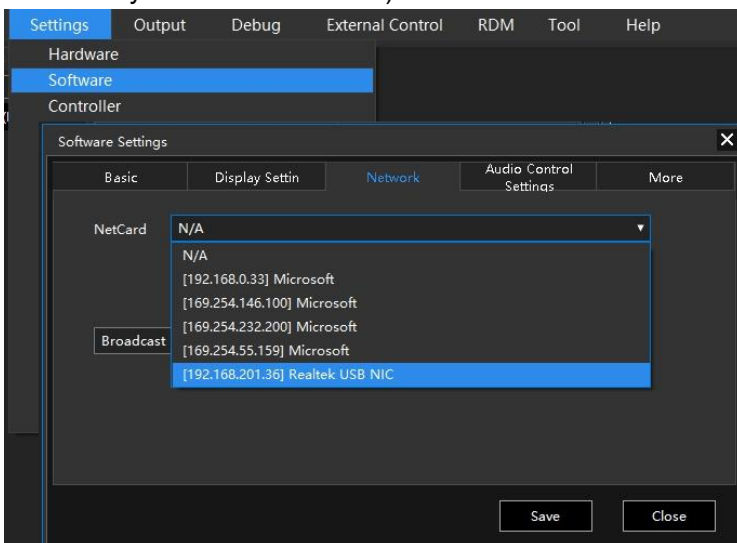 Settings Output Debug External Control RDM Tool Help
Hardware
Software
Controller
Software Settings
Basic Display Settin Network Audio Control Settings More
NetCard N/A
N/A
[192.168.0.33] Microsoft
[169.254.146.100] Microsoft
[169.254.232.200] Microsoft
Broadcast
[169.254.55.159] Microsoft
[192.168.201.36] Realtek USB NIC
Save Close